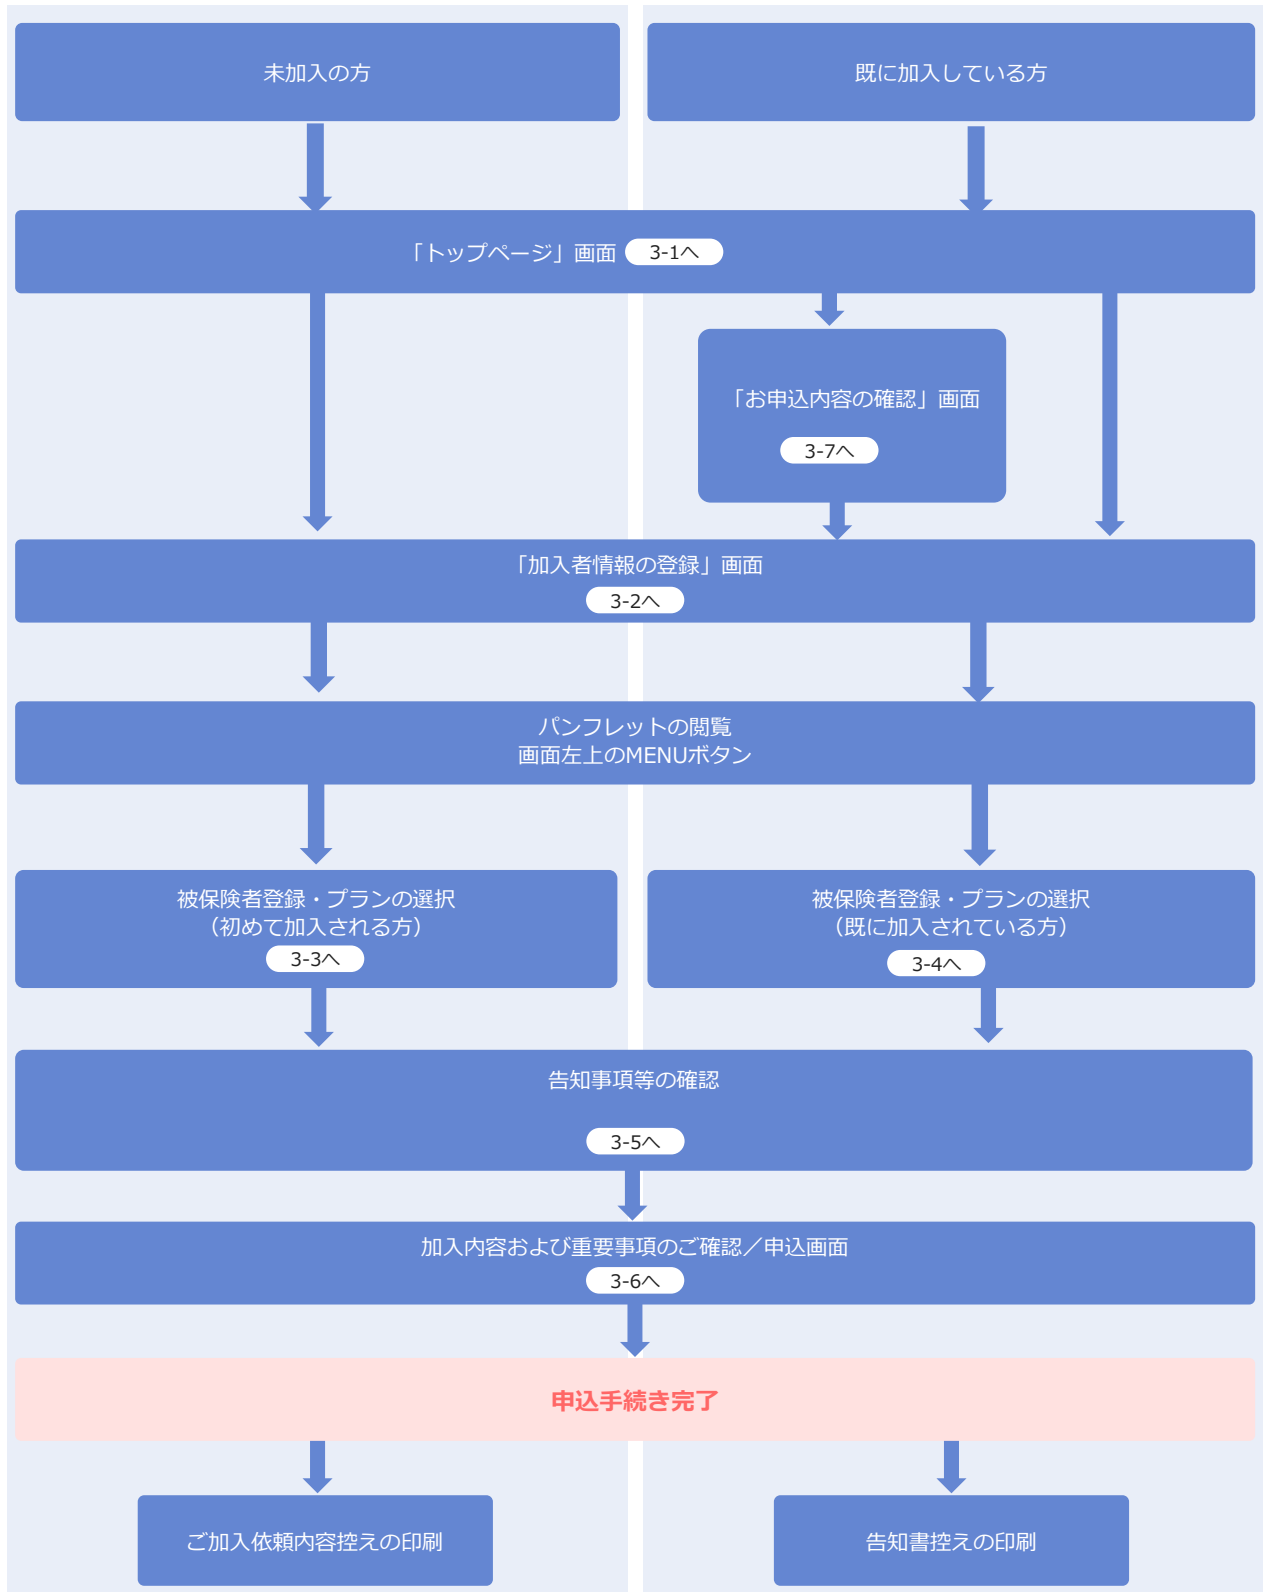 未加入の方
既に加入している方
「トップページ」画面 3-1へ
「お申込内容の確認」画面
3-7へ
「加入者情報の登録」画面
3-2へ
パンフレットの閲覧
画面左上のMENUボタン
被保険者登録・プランの選択
（初めて加入される方）
3-3へ
被保険者登録・プランの選択
（既に加入されている方）
3-4へ
告知事項等の確認
3-5へ
加入内容および重要事項のご確認／申込画面
3-6へ
申込手続き完了
ご加入依頼内容控えの印刷
告知書控えの印刷